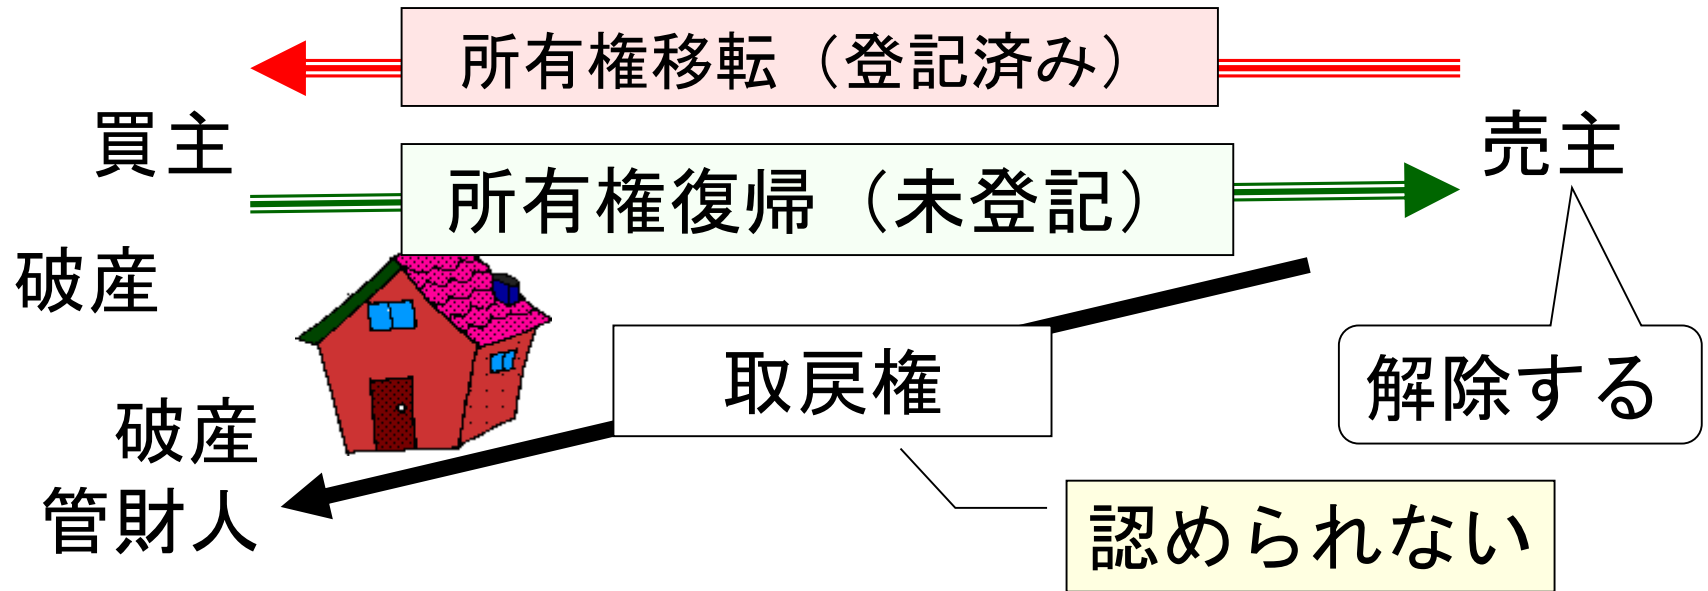 所有権移転（登記済み）
買主
売主
所有権復帰（未登記）
破産
取戻権
解除する
破産
管財人
認められない